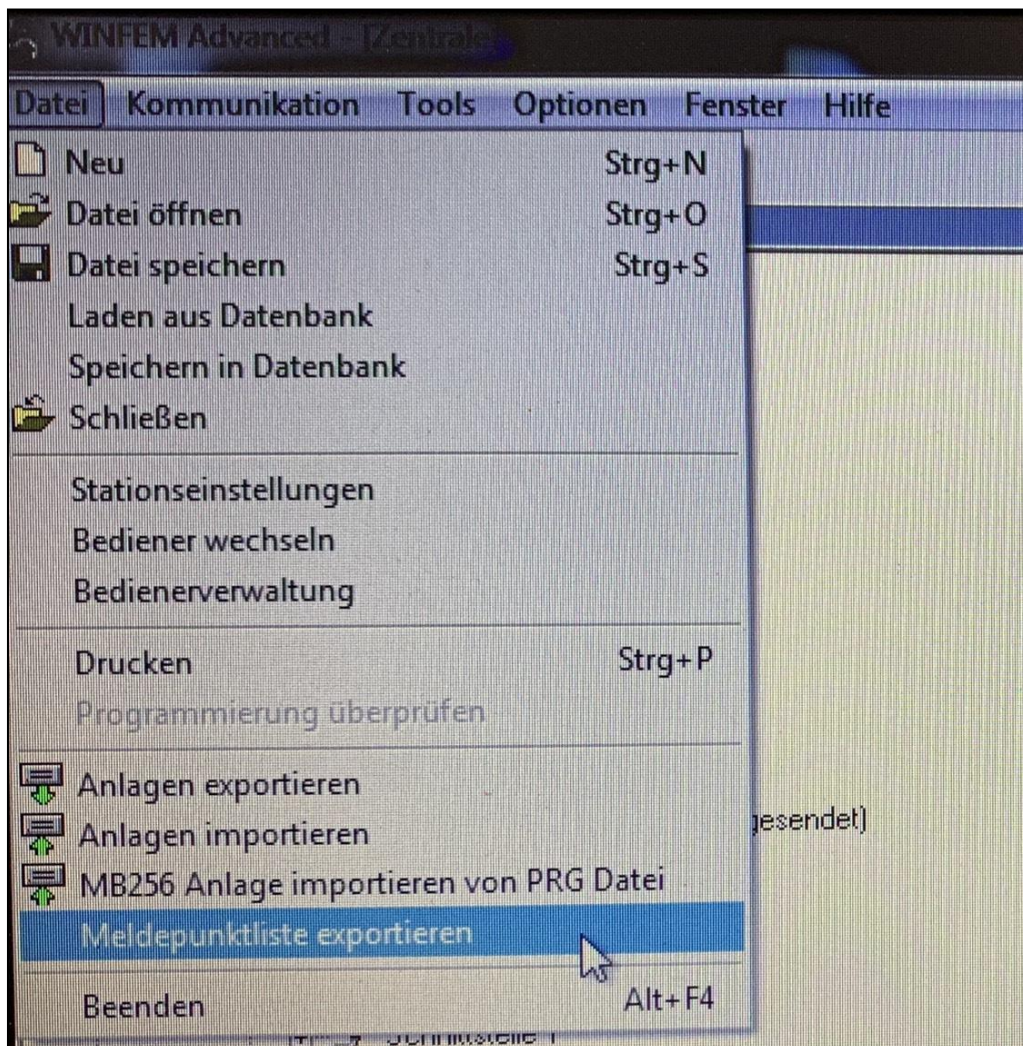 WINFEM Advanced - [Zentrale]
Datei Kommunikation Tools Optionen Fenster Hilfe
Neu Strg+N
Datei öffnen Strg+O
Datei speichern Strg+S
Laden aus Datenbank
Speichern in Datenbank
Schließen
Stationseinstellungen
Bediener wechseln
Bedienerverwaltung
Drucken Strg+P
Programmierung überprüfen
Anlagen exportieren
Anlagen importieren
gesendet)
MB256 Anlage importieren von PRG Datei
Meldepunktliste exportieren
Beenden Alt+F4